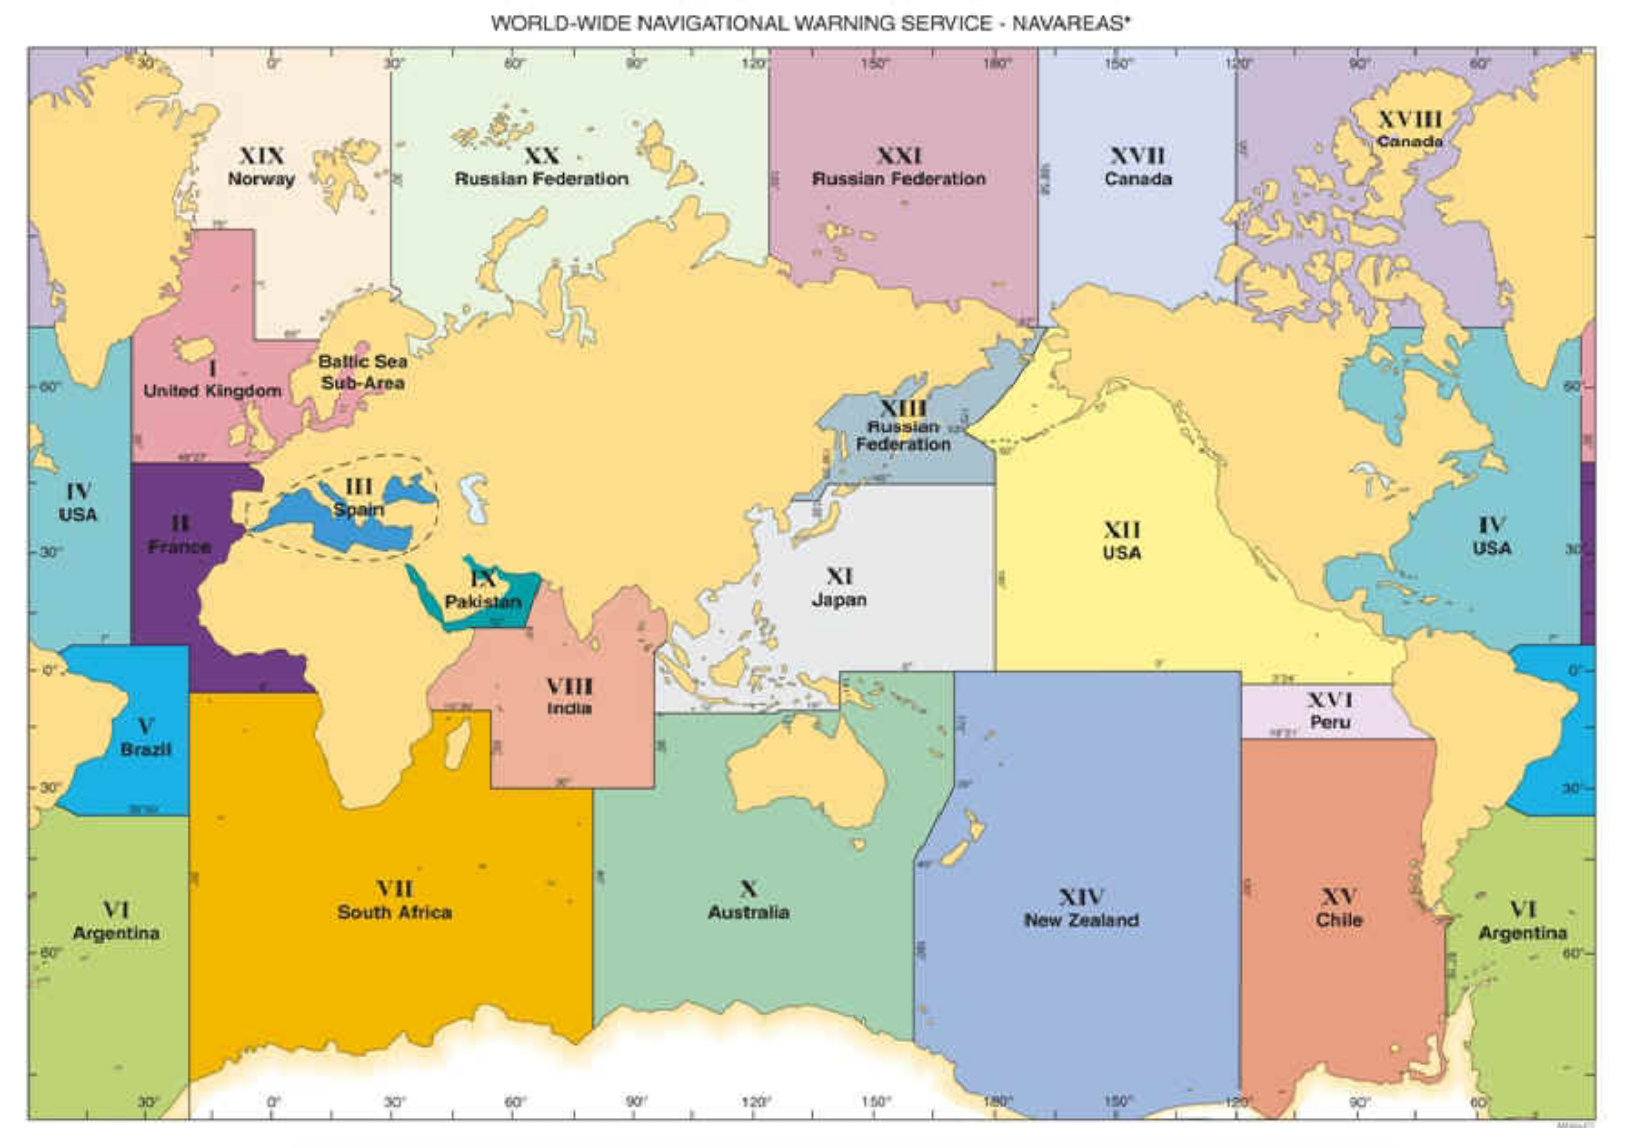 WORLD-WIDE NAVIGATIONAL WARNING SERVICE - NAVAREAS*
30° 0° 30° 60° 90° 120° 150° 180° 150° 120° 90° 60°
XVIII
Canada
XIX
Norway
XX
Russian Federation
XXI
Russian Federation
XVII
Canada
I
United Kingdom
Baltic Sea
Sub-Area
60°
60°
XIII
Russian
Federation
III
Spain
IV
USA
II
France
XII
USA
IV
USA
30°
30°
IX
Pakistan
XI
Japan
0°
0°
0°
0°
VIII
India
XVI
Peru
V
Brazil
30°
30°
VII
South Africa
X
Australia
XIV
New Zealand
XV
Chile
VI
Argentina
VI
Argentina
60°
60°
30° 0° 30° 60° 90° 120° 150° 180° 150° 120° 90° 60°